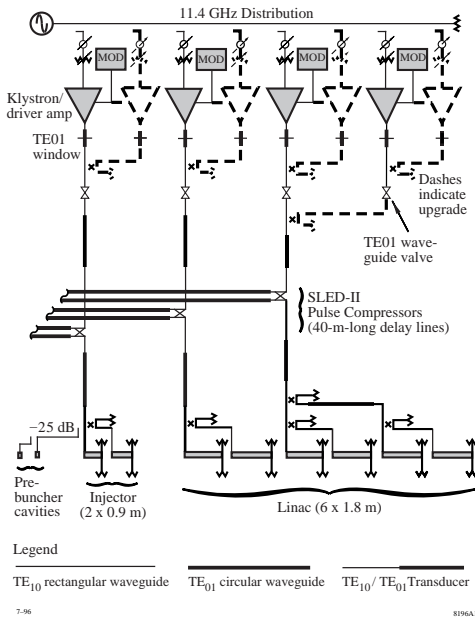 11.4 GHz Distribution
MOD
MOD
MOD
MOD
Klystron/
driver amp
TE01
window
Dashes
indicate
upgrade
TE01 wave-
guide valve
SLED-II
Pulse Compressors
(40-m-long delay lines)
−25 dB
Pre-
buncher
cavities
Injector
(2 x 0.9 m)
Linac (6 x 1.8 m)
Legend
TE10 rectangular waveguide
TE01 circular waveguide
TE10/ TE01Transducer
7–96
8196A